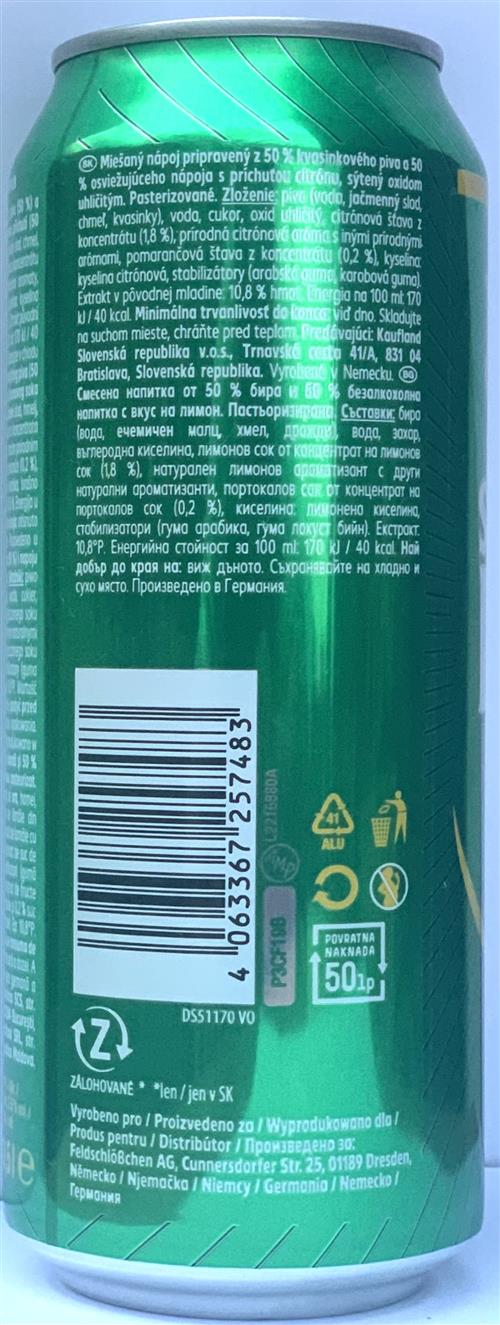 SK Miešaný nápoj pripravený z 50 % kvasinkového piva a 50
% osviežujúceho nápoja s príchuťou citrónu, sýtený oxidom
uhličitým. Pasterizované. Zloženie: pivo (voda, jačmenný slad,
chmeľ, kvasinky), voda, cukor, oxid uhličitý, citrónová šťava z
koncentrátu (1,8 %), prírodná citrónová aróma s inými prírodnými
arómami, pomarančová šťava z koncentrátu (0,2 %), kyselina:
kyselina citrónová, stabilizátory (arabská guma, karobová guma).
Extrakt v pôvodnej mladine: 10,8 % hmot. Energia na 100 ml: 170
kJ / 40 kcal. Minimálna trvanlivosť do konca: viď dno. Skladujte
na suchom mieste, chráňte pred teplom. Predávajúci: Kaufland
Slovenská republika v.o.s., Trnavská cesta 41/A, 831 04
Bratislava, Slovenská republika. Vyrobené v Nemecku. BG
Смесена напитка от 50 % бира и 50 % безалкохолна
напитка с вкус на лимон. Пастьоризирана. Съставки: бира
(вода, ечемичен малц, хмел, дрожди), вода, захар,
въглеродна киселина, лимонов сок от концентрат на лимонов
сок (1,8 %), натурален лимонов ароматизант с други
натурални ароматизанти, портокалов сок от концентрат на
портокалов сок (0,2 %), киселина: лимонена киселина,
стабилизатори (гума арабика, гума локуст бийн). Екстракт:
10,8°P. Енергийна стойност за 100 ml: 170 kJ / 40 kcal. Най
добър до края на: виж дъното. Съхранявайте на хладно и
сухо място. Произведено в Германия.
4 063367 257483
DS51170 VO
L2316880A
P3CF18B
41
ALU
POVRATNA
NAKNADA
50lp
Z
ZÁLOHOVANÉ * *len / jen v SK
Vyrobeno pro / Proizvedeno za / Wyprodukowano dla /
Produs pentru / Distribútor / Произведено за:
Feldschlößchen AG, Cunnersdorfer Str. 25, 01189 Dresden,
Německo / Njemačka / Niemcy / Germania / Nemecko /
Германия